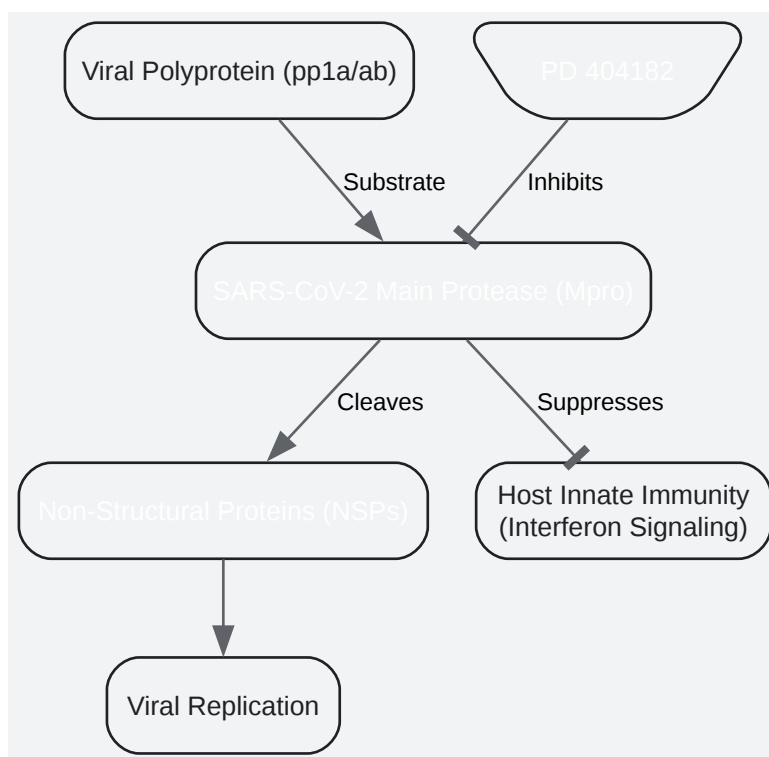 Viral Polyprotein (pp1a/ab)
PD 404182
Substrate
Inhibits
SARS-CoV-2 Main Protease (Mpro)
Cleaves
Suppresses
Non-Structural Proteins (NSPs)
Host Innate Immunity
(Interferon Signaling)
Viral Replication